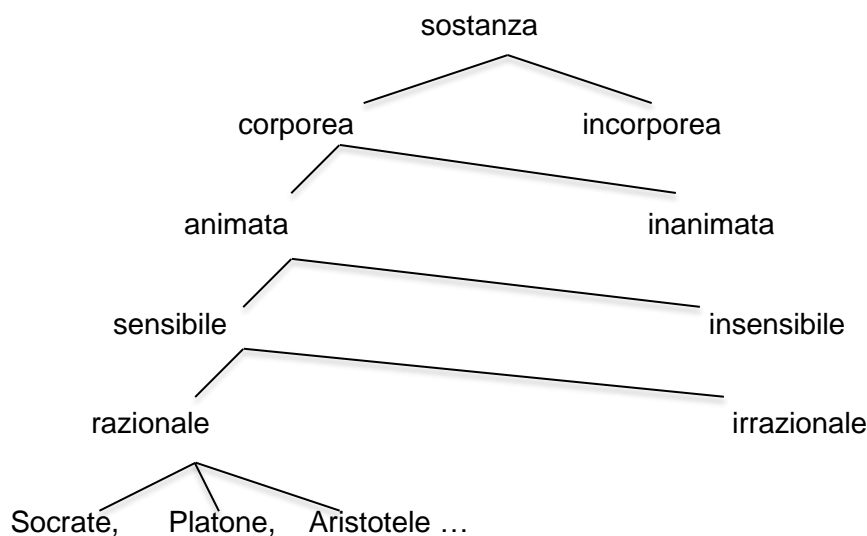 sostanza
corporea incorporea
animata inanimata
sensibile insensibile
razionale irrazionale
Socrate, Platone, Aristotele …